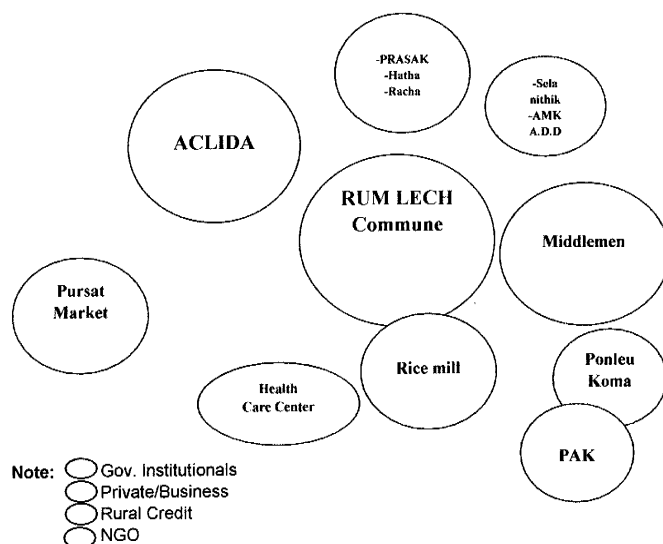 -PRASAK
-Hatha
-Racha
-Sela
nithik
-AMK
A.D.D
ACLIDA
RUM LECH
Commune
Middlemen
Pursat
Market
Rice mill
Ponleu
Koma
Health
Care Center
PAK
Note:
Gov. Institutionals
Private/Business
Rural Credit
NGO